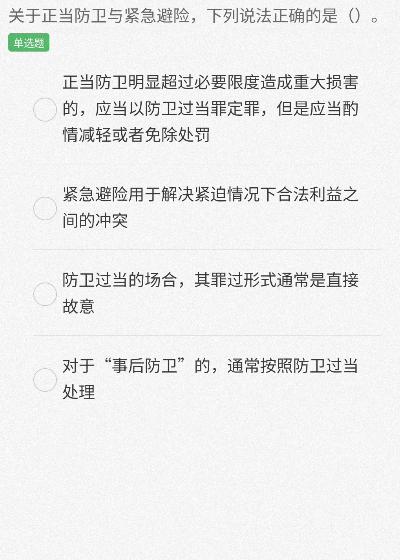 关于正当防卫与紧急避险，下列说法正确的是（）。
单选题
正当防卫明显超过必要限度造成重大损害
的，应当以防卫过当罪定罪，但是应当酌
情减轻或者免除处罚
紧急避险用于解决紧迫情况下合法利益之
间的冲突
防卫过当的场合，其罪过形式通常是直接
故意
对于“事后防卫”的，通常按照防卫过当
处理